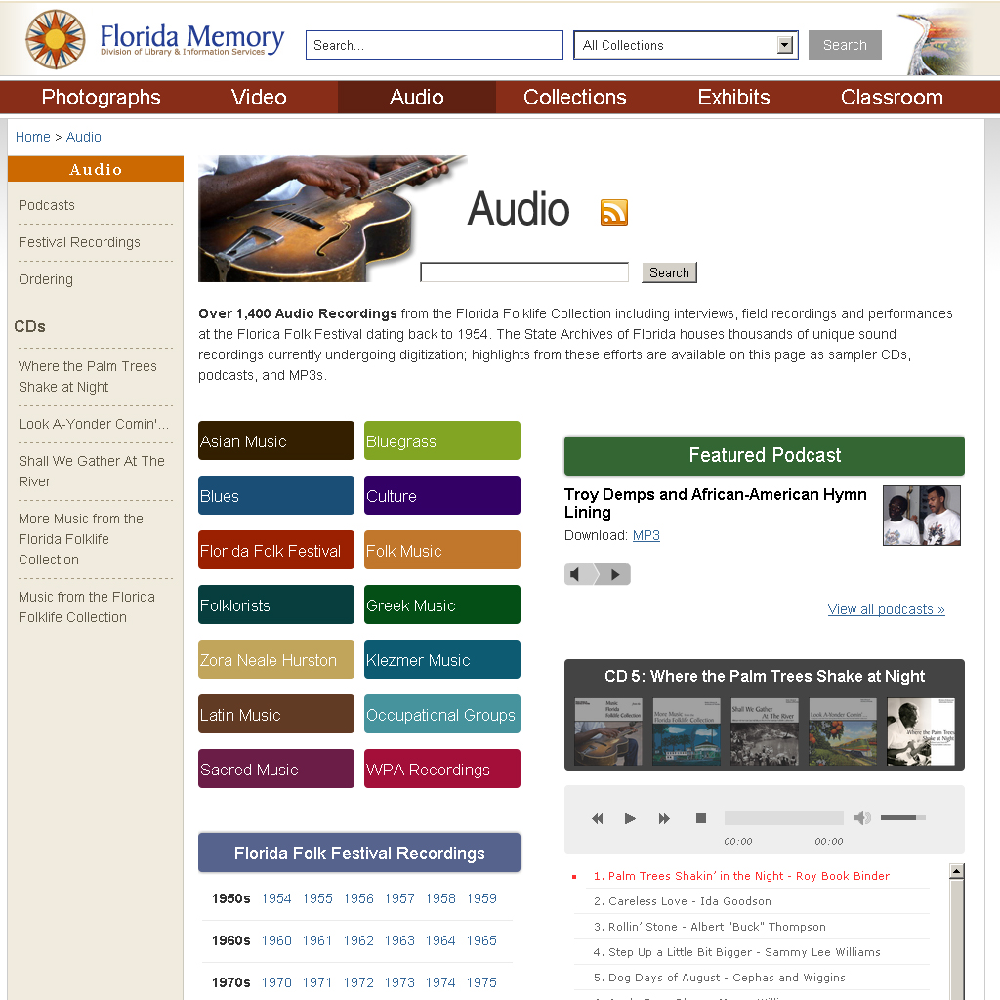 Florida Memory
Division of Library & Information Services
Search...
All Collections
Search
Photographs
Video
Audio
Collections
Exhibits
Classroom
Home > Audio
Audio
Podcasts
Festival Recordings
Ordering
CDs
Where the Palm Trees
Shake at Night
Look A-Yonder Comin'...
Shall We Gather At The
River
More Music from the
Florida Folklife
Collection
Music from the Florida
Folklife Collection
Audio
Search
Over 1,400 Audio Recordings from the Florida Folklife Collection including interviews, field recordings and performances
at the Florida Folk Festival dating back to 1954. The State Archives of Florida houses thousands of unique sound
recordings currently undergoing digitization; highlights from these efforts are available on this page as sampler CDs,
podcasts, and MP3s.
Asian Music
Bluegrass
Blues
Culture
Florida Folk Festival
Folk Music
Folklorists
Greek Music
Zora Neale Hurston
Klezmer Music
Latin Music
Occupational Groups
Sacred Music
WPA Recordings
Florida Folk Festival Recordings
1950s 1954 1955 1956 1957 1958 1959
1960s 1960 1961 1962 1963 1964 1965
1970s 1970 1971 1972 1973 1974 1975
Featured Podcast
Troy Demps and African-American Hymn
Lining
Download: MP3
View all podcasts »
CD 5: Where the Palm Trees Shake at Night
Music
Florida
Folklife Collection
More Music
Florida Folklife Collection
Shall We Gather
At The River
Look A-Yonder Comin'
Where the Palm Trees
Shake at Night
00:00
00:00
1. Palm Trees Shakin' in the Night - Roy Book Binder
2. Careless Love - Ida Goodson
3. Rollin' Stone - Albert "Buck" Thompson
4. Step Up a Little Bit Bigger - Sammy Lee Williams
5. Dog Days of August - Cephas and Wiggins